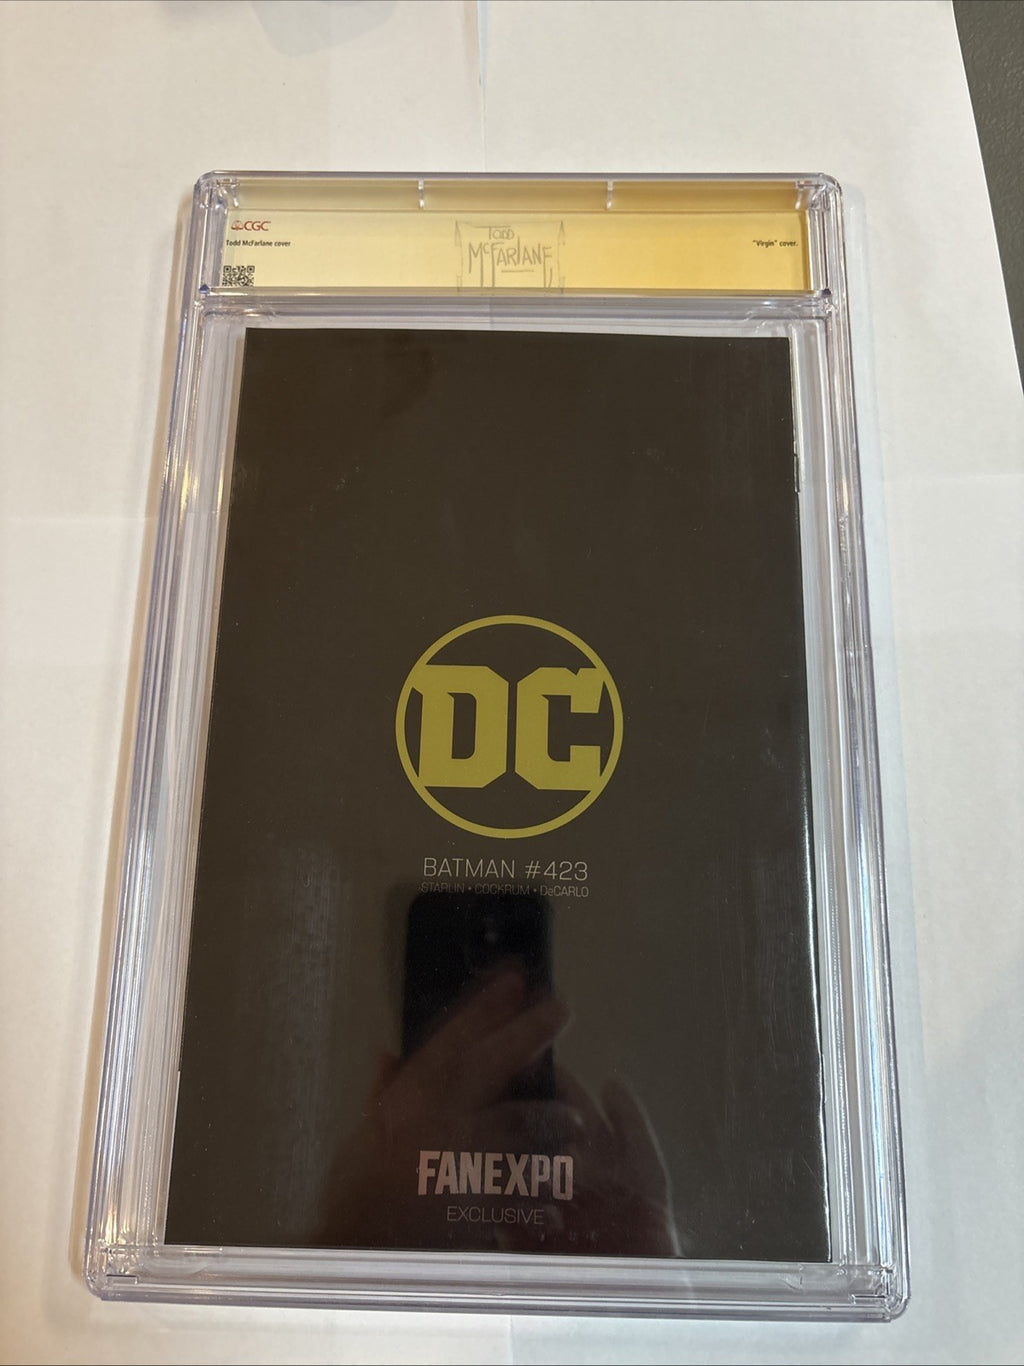 CGC
Todd McFarlane cover
"Virgin" cover.
TODD
McFARLANE
DC
BATMAN #423
STARLIN • COCKRUM • DeCARLO
FANEXPO
EXCLUSIVE